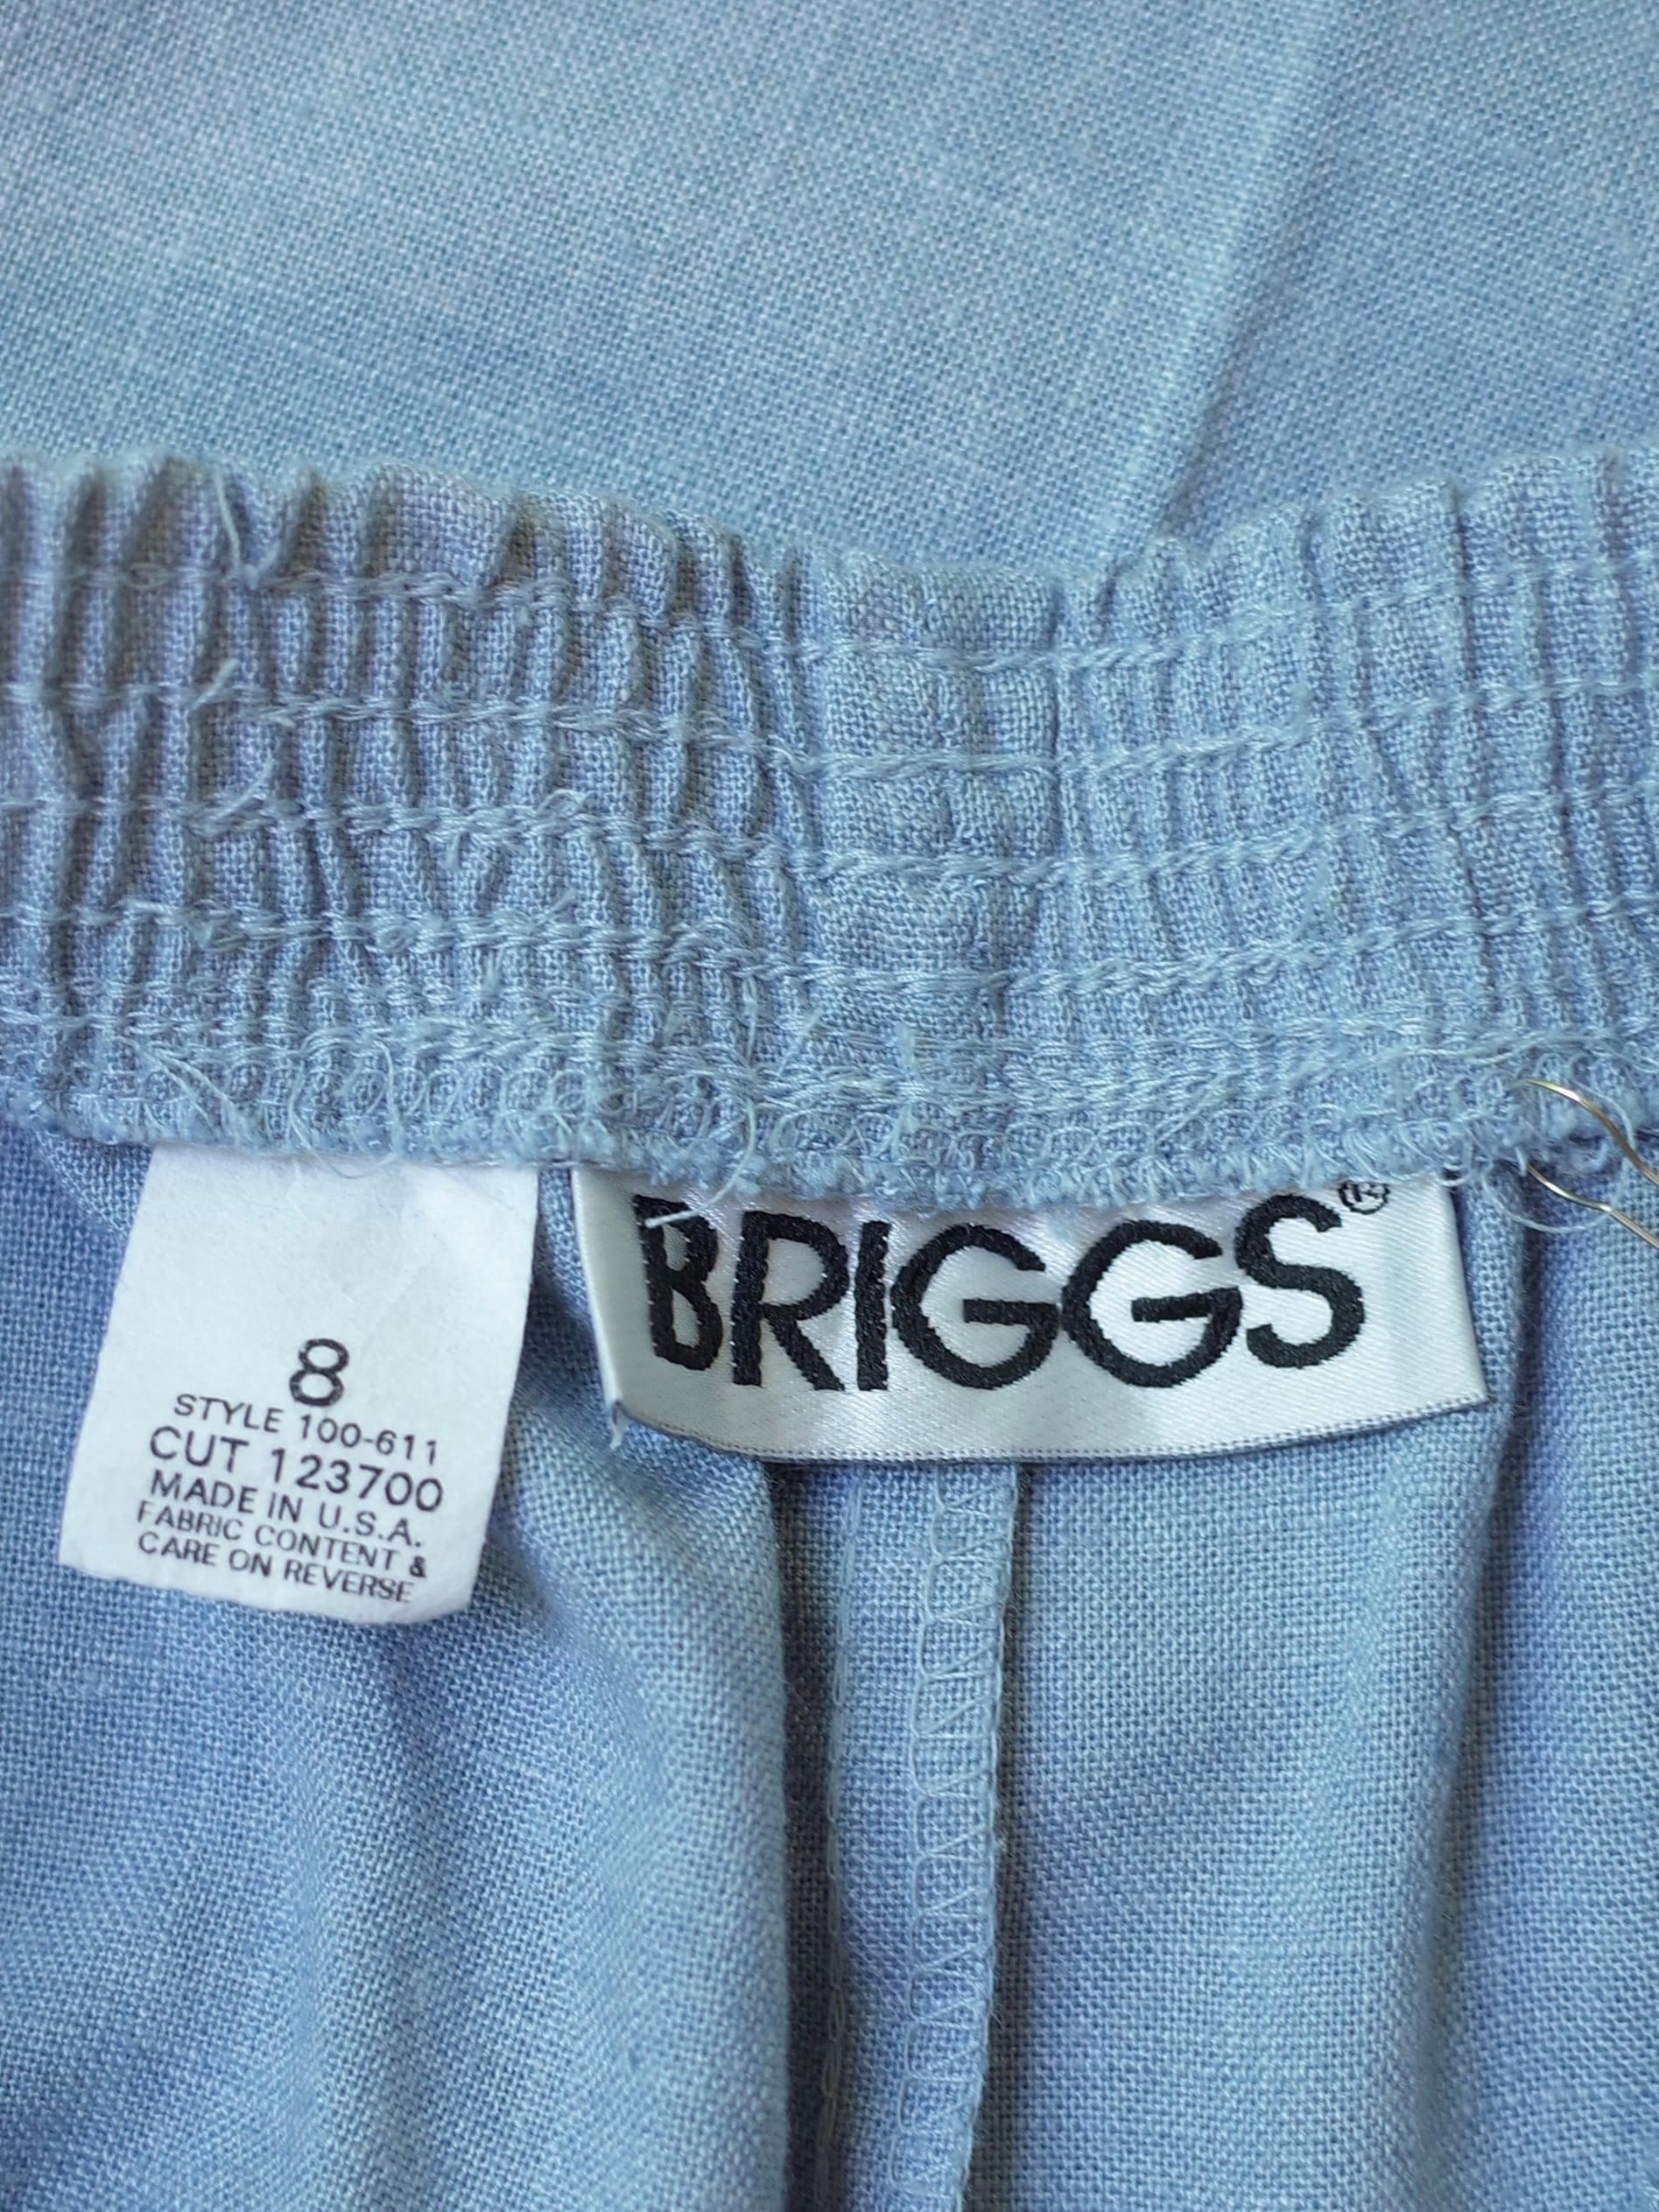 BRIGGS®
8
STYLE 100-611
CUT 123700
MADE IN U.S.A.
FABRIC CONTENT &
CARE ON REVERSE